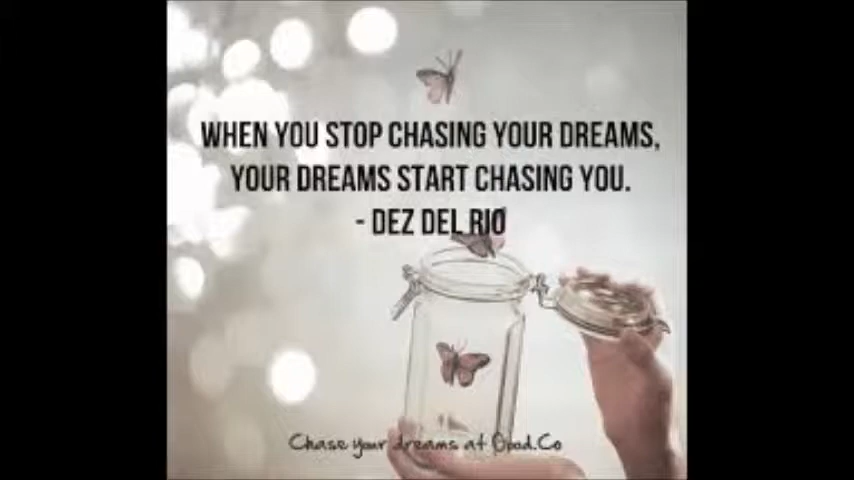 WHEN YOU STOP CHASING YOUR DREAMS,
YOUR DREAMS START CHASING YOU.
- DEZ DEL RIO
Chase your dreams at Good.Co